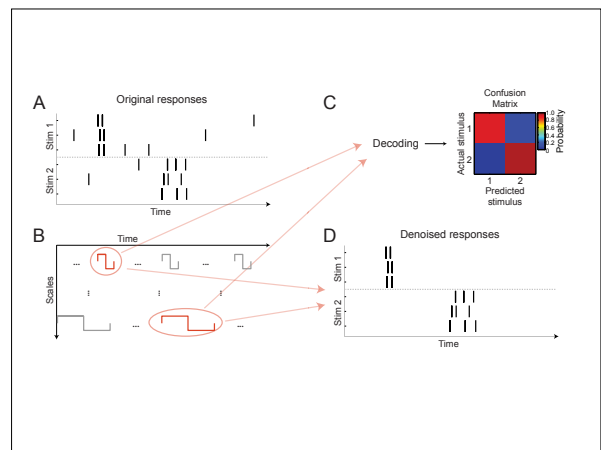 A
Original responses
Stim 1
Stim 2
Time
B
Time
Scales
...
...
...
...
...
...
...
...
C
Decoding
Confusion
Matrix
Actual stimulus
1
2
1 2
Predicted
stimulus
1.0
0.8
0.6
0.4
0.2
0
Probability
D
Denoised responses
Stim 1
Stim 2
Time